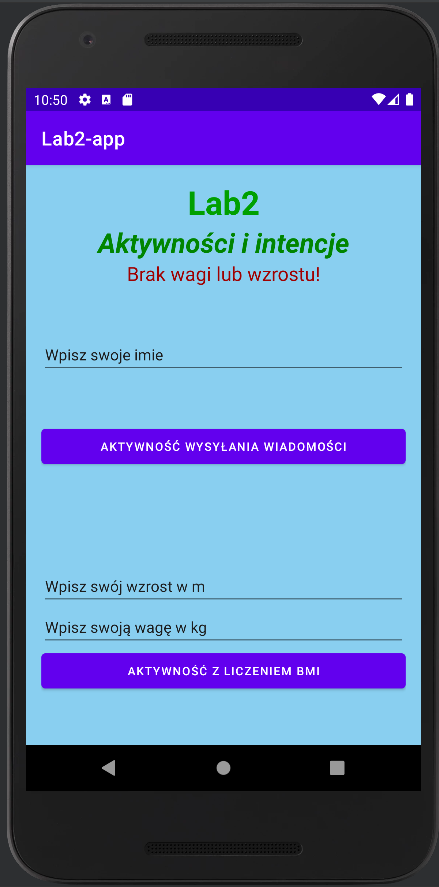 10:50
Lab2-app
Lab2
Aktywności i intencje
Brak wagi lub wzrostu!
Wpisz swoje imie
AKTYWNOŚĆ WYSYŁANIA WIADOMOŚCI
Wpisz swój wzrost w m
Wpisz swoją wagę w kg
AKTYWNOŚĆ Z LICZENIEM BMI